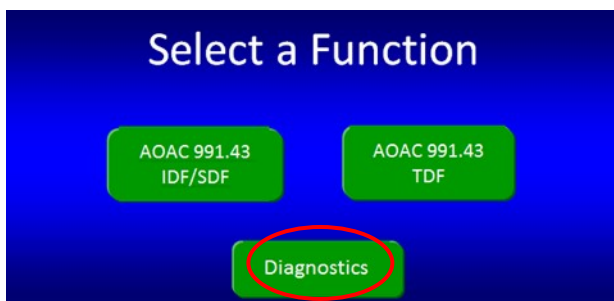 Select a Function
AOAC 991.43
IDF/SDF
AOAC 991.43
TDF
Diagnostics